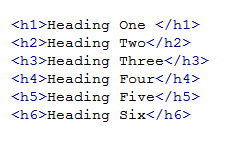 <h1>Heading One </h1>
<h2>Heading Two</h2>
<h3>Heading Three</h3>
<h4>Heading Four</h4>
<h5>Heading Five</h5>
<h6>Heading Six</h6>